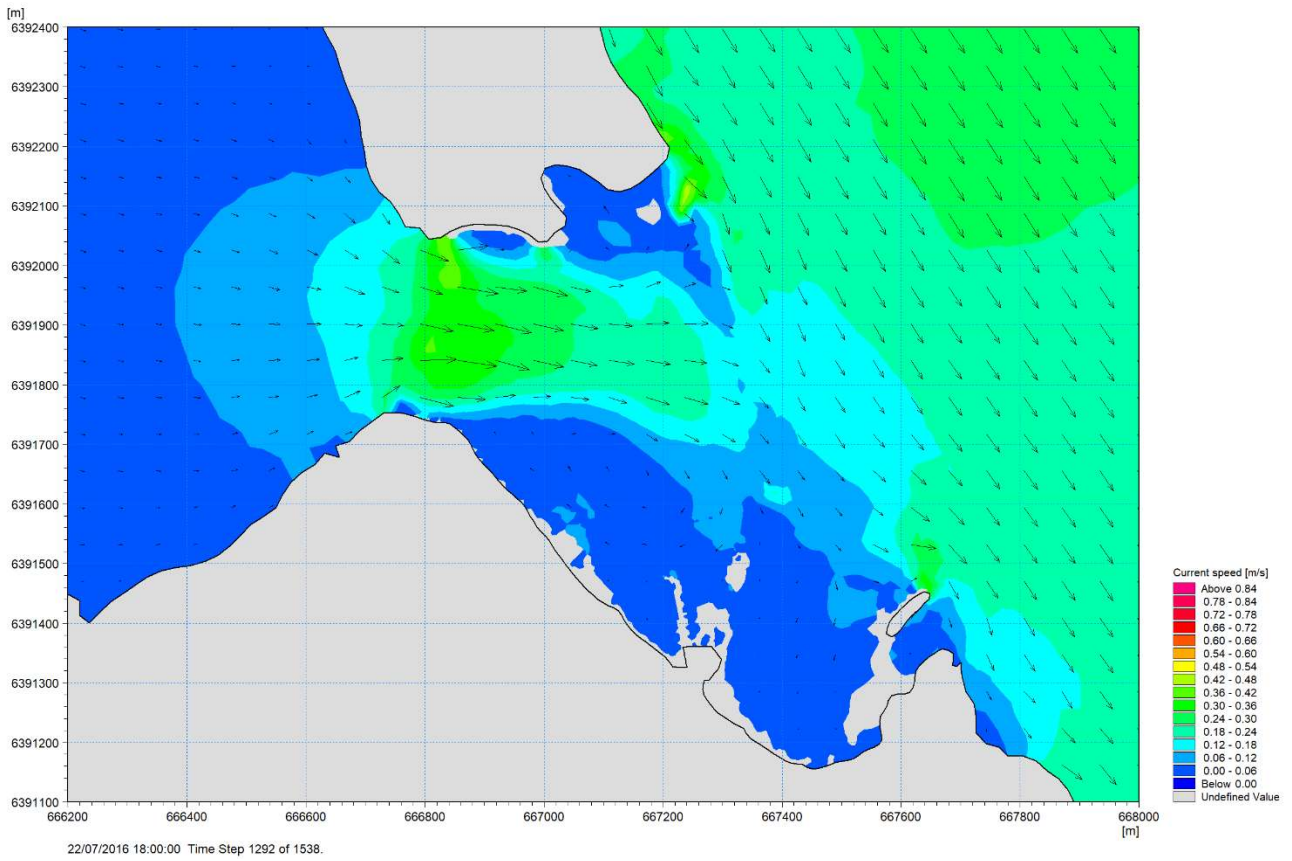 [m]
6392400
6392300
6392200
6392100
6392000
6391900
6391800
6391700
6391600
6391500
6391400
6391300
6391200
6391100
666200 666400 666600 666800 667000 667200 667400 667600 667800 668000
[m]
Current speed [m/s]
Above 0.84
0.78 - 0.84
0.72 - 0.78
0.66 - 0.72
0.60 - 0.66
0.54 - 0.60
0.48 - 0.54
0.42 - 0.48
0.36 - 0.42
0.30 - 0.36
0.24 - 0.30
0.18 - 0.24
0.12 - 0.18
0.06 - 0.12
0.00 - 0.06
Below 0.00
Undefined Value
22/07/2016 18:00:00 Time Step 1292 of 1538.